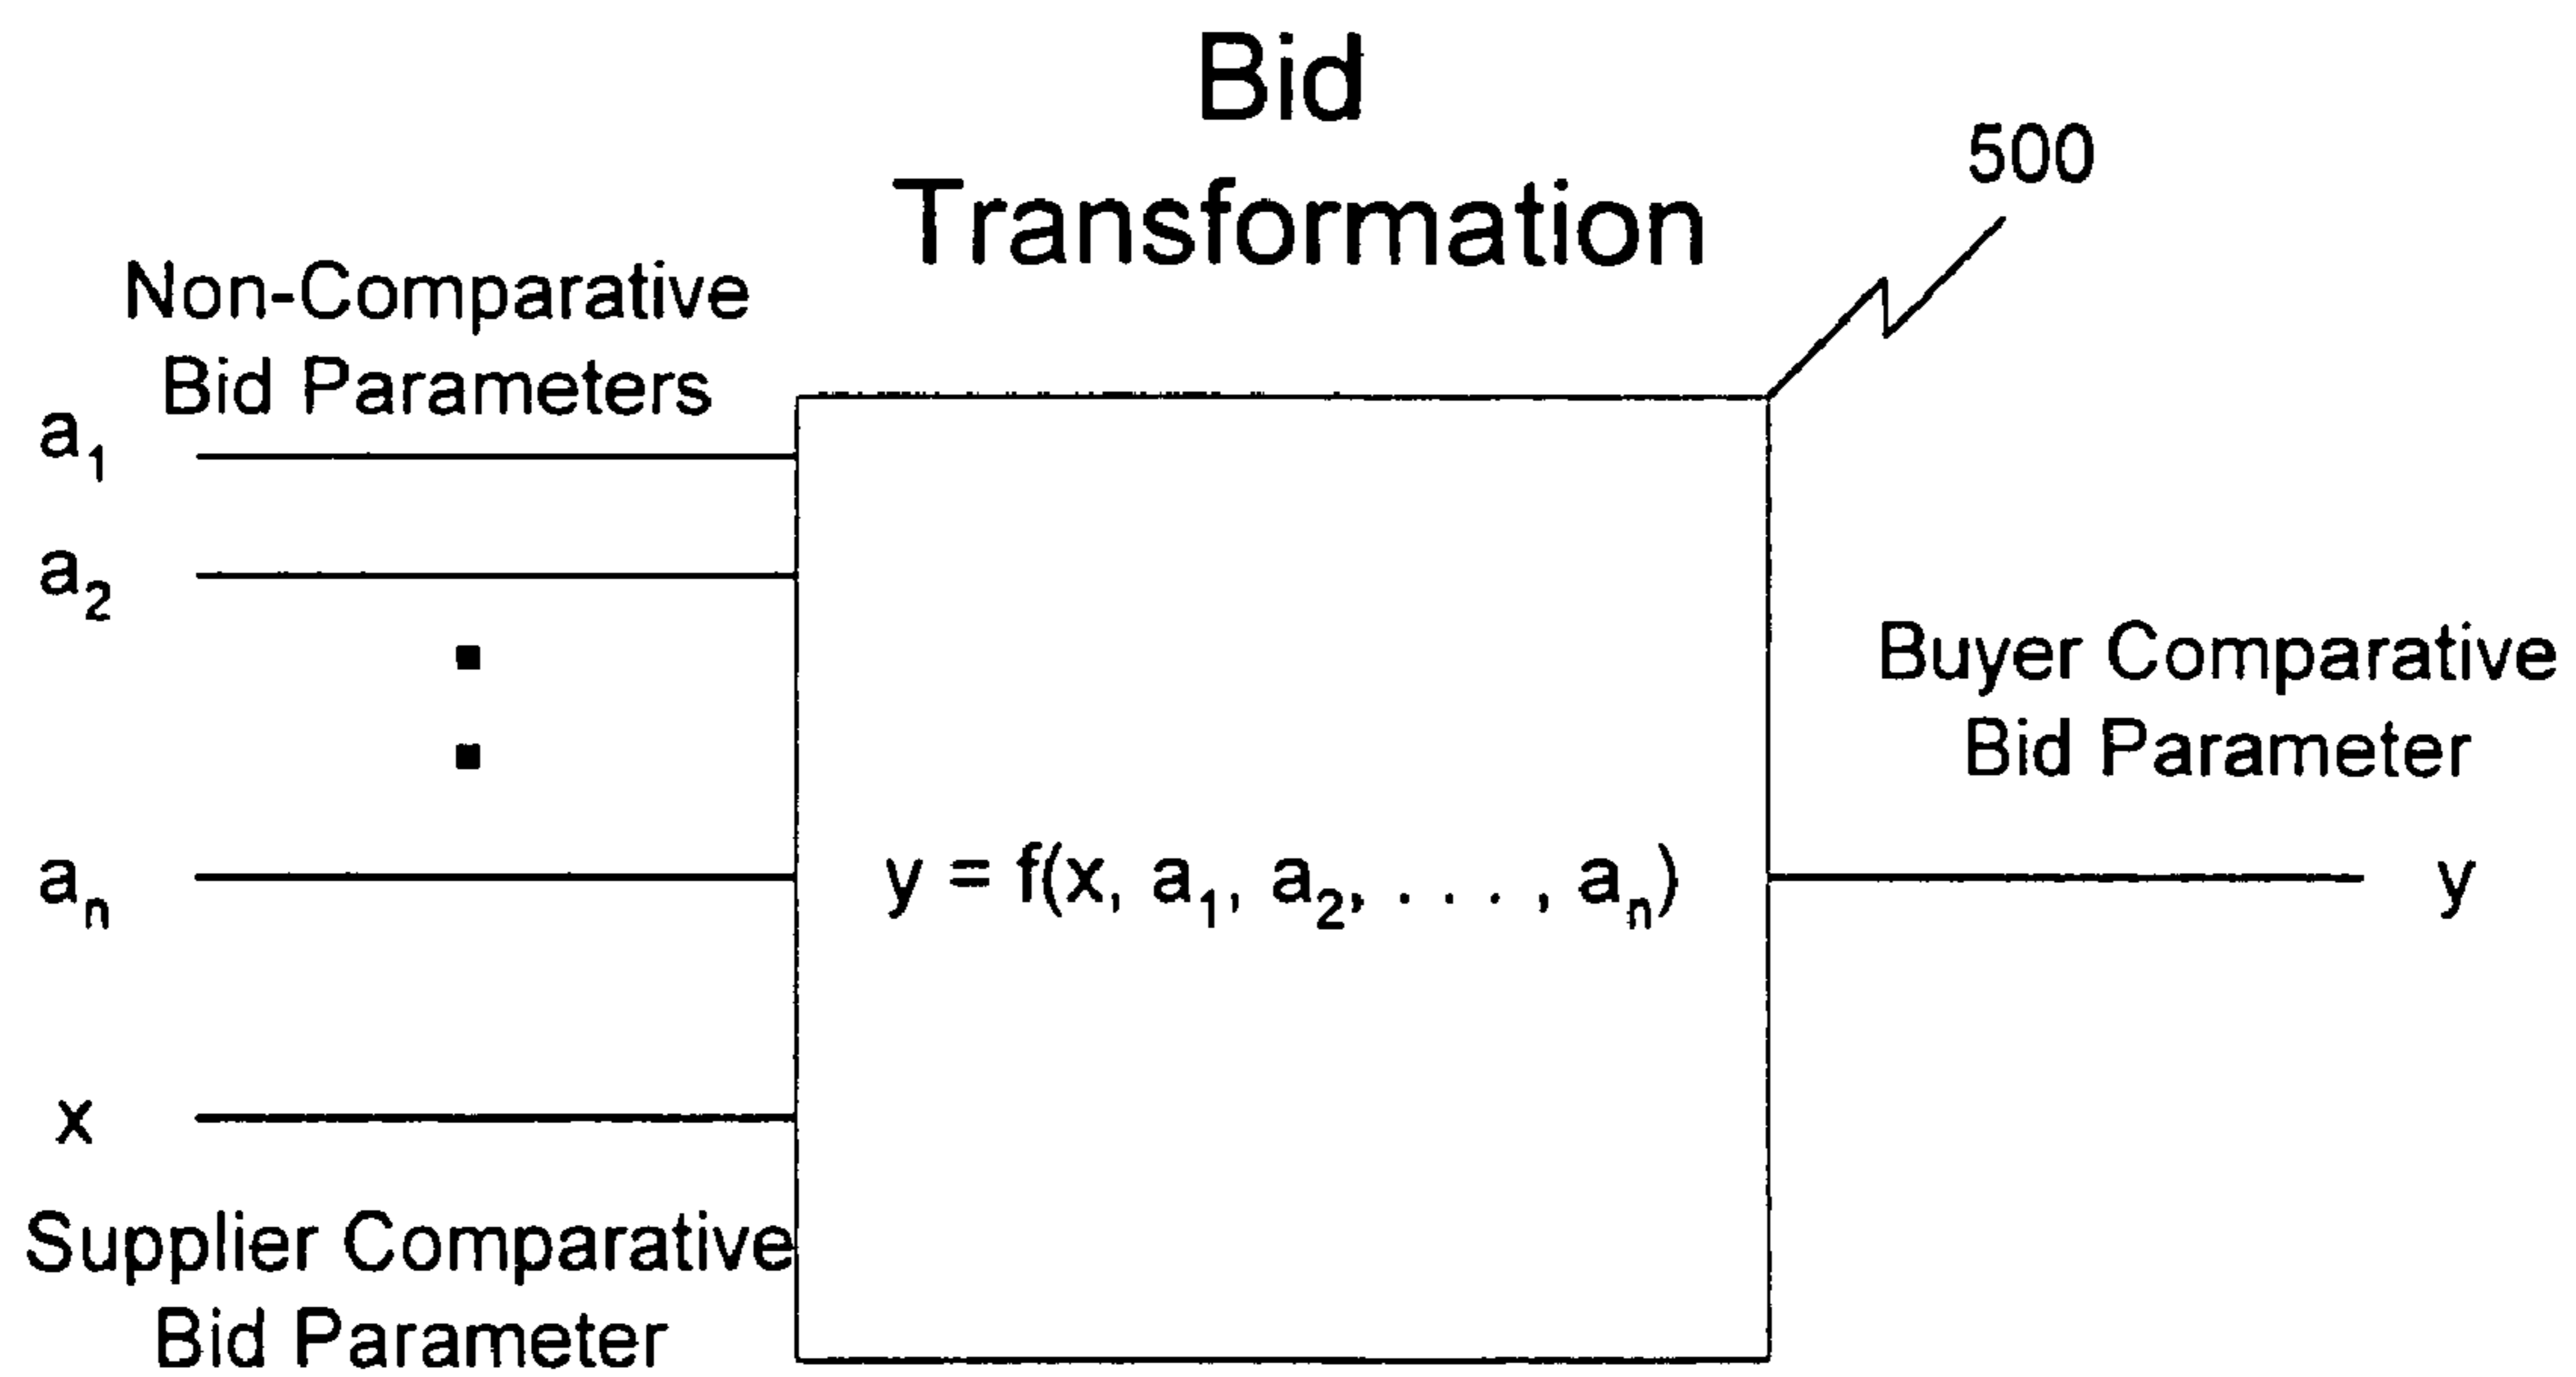 Bid
Transformation
500
Non-Comparative
Bid Parameters
a1
a2
an
x
Supplier Comparative
Bid Parameter
y = f(x, a1, a2, . . . , an)
Buyer Comparative
Bid Parameter
y